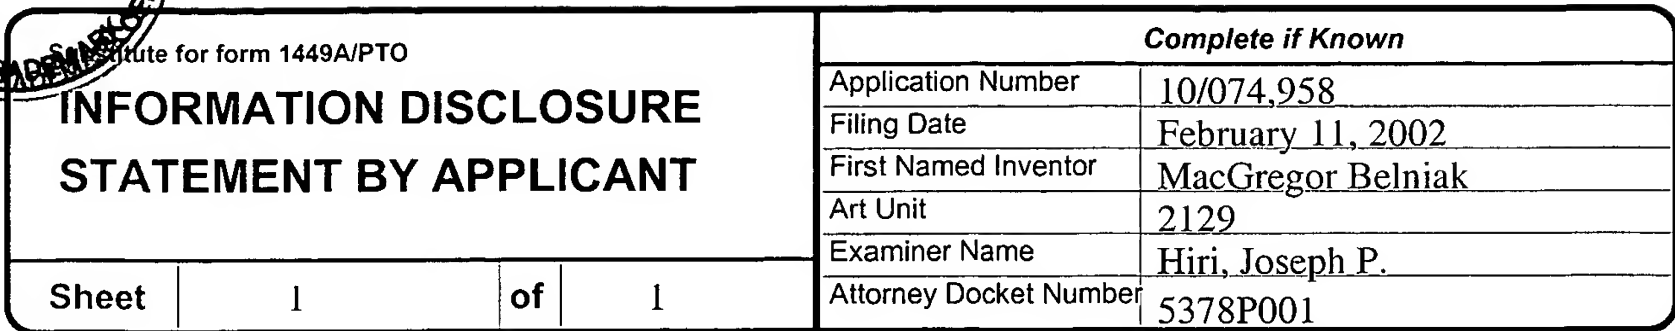 Substitute for form 1449A/PTO
INFORMATION DISCLOSURE
STATEMENT BY APPLICANT
Sheet 1 of 1
Complete if Known
Application Number 10/074,958
Filing Date February 11, 2002
First Named Inventor MacGregor Belniak
Art Unit 2129
Examiner Name Hiri, Joseph P.
Attorney Docket Number 5378P001